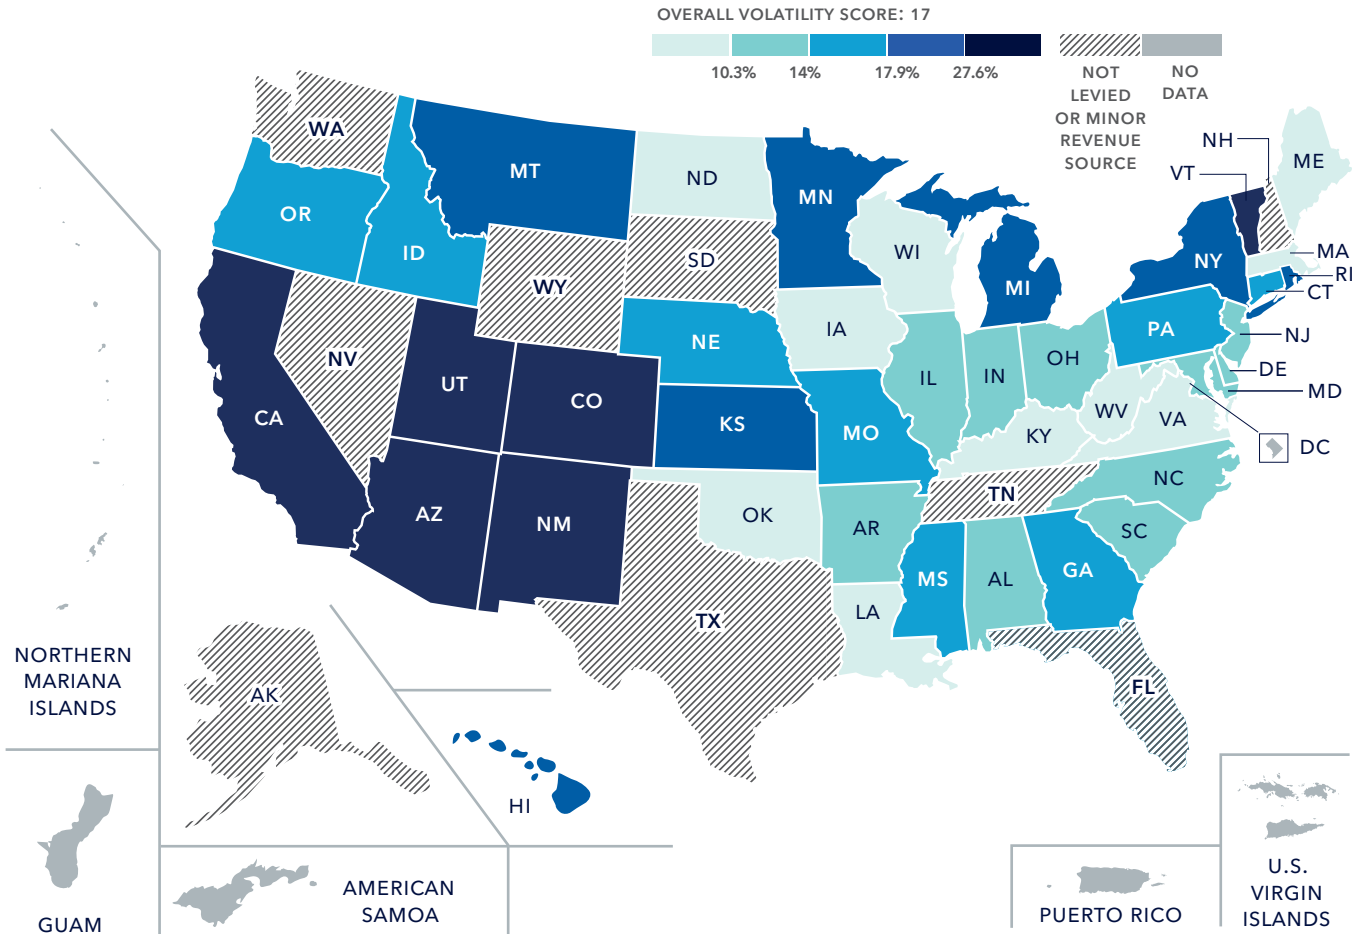 OVERALL VOLATILITY SCORE: 17
10.3%
14%
17.9%
27.6%
NOT
LEVIED
OR MINOR
REVENUE
SOURCE
NO
DATA
WA
MT
ND
MN
NH
VT
ME
OR
ID
WY
SD
WI
MI
NY
MA
RI
CT
NV
UT
CO
NE
IA
IL
IN
OH
PA
NJ
DE
MD
CA
KS
MO
KY
WV
VA
DC
AZ
NM
OK
AR
TN
NC
SC
TX
LA
MS
AL
GA
FL
AK
HI
NORTHERN
MARIANA
ISLANDS
GUAM
AMERICAN
SAMOA
PUERTO RICO
U.S.
VIRGIN
ISLANDS